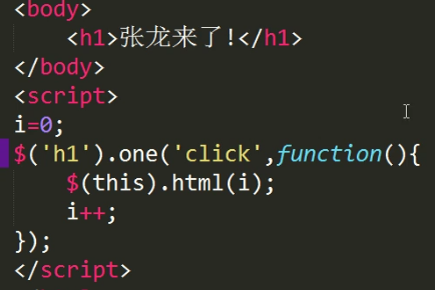 <body>
<h1>张龙来了!</h1>
</body>
<script>
i=0;
$('h1').one('click',function(){
$(this).html(i);
i++;
});
</script>